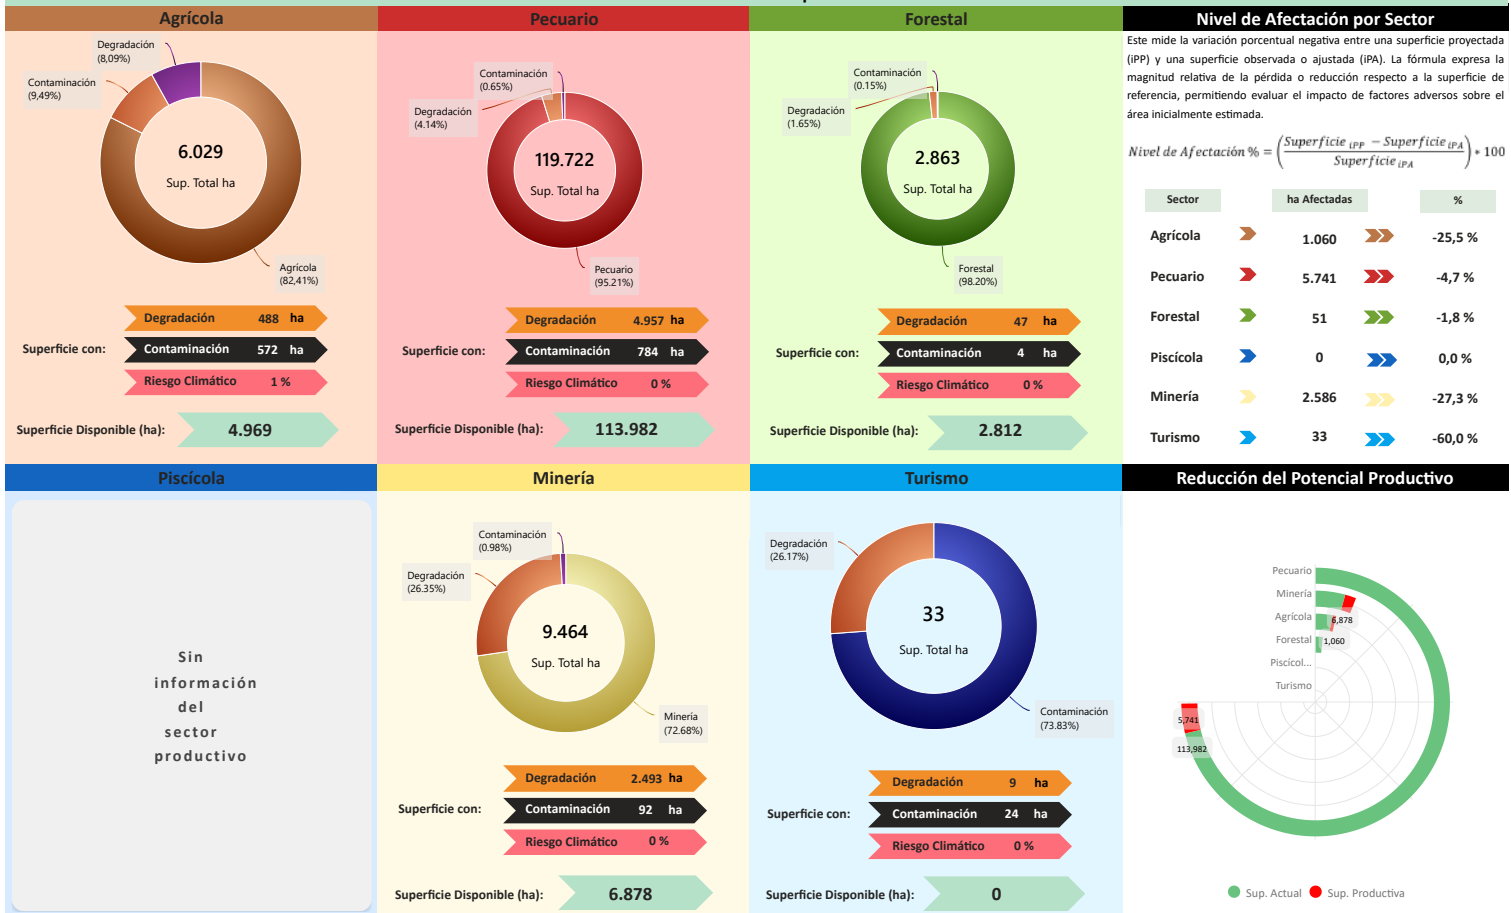 Agrícola
Degradación
(8,09%)
Contaminación
(9,49%)
6.029
Sup. Total ha
Agrícola
(82,41%)
Superficie con:
Degradación 488 ha
Contaminación 572 ha
Riesgo Climático 1 %
Superficie Disponible (ha): 4.969
Pecuario
Contaminación
(0.65%)
Degradación
(4.14%)
119.722
Sup. Total ha
Pecuario
(95.21%)
Superficie con:
Degradación 4.957 ha
Contaminación 784 ha
Riesgo Climático 0 %
Superficie Disponible (ha): 113.982
Forestal
Contaminación
(0.15%)
Degradación
(1.65%)
2.863
Sup. Total ha
Forestal
(98.20%)
Superficie con:
Degradación 47 ha
Contaminación 4 ha
Riesgo Climático 0 %
Superficie Disponible (ha): 2.812
Nivel de Afectación por Sector
Este mide la variación porcentual negativa entre una superficie proyectada
(iPP) y una superficie observada o ajustada (iPA). La fórmula expresa la
magnitud relativa de la pérdida o reducción respecto a la superficie de
referencia, permitiendo evaluar el impacto de factores adversos sobre el
área inicialmente estimada.
Nivel de Afectación % = (Superficie iPP − Superficie iPA / Superficie iPA) * 100
Sector ha Afectadas %
Agrícola 1.060 -25,5 %
Pecuario 5.741 -4,7 %
Forestal 51 -1,8 %
Piscícola 0 0,0 %
Minería 2.586 -27,3 %
Turismo 33 -60,0 %
Piscícola
Sin
información
del
sector
productivo
Minería
Contaminación
(0.98%)
Degradación
(26.35%)
9.464
Sup. Total ha
Minería
(72.68%)
Superficie con:
Degradación 2.493 ha
Contaminación 92 ha
Riesgo Climático 0 %
Superficie Disponible (ha): 6.878
Turismo
Degradación
(26.17%)
33
Sup. Total ha
Contaminación
(73.83%)
Superficie con:
Degradación 9 ha
Contaminación 24 ha
Riesgo Climático 0 %
Superficie Disponible (ha): 0
Reducción del Potencial Productivo
Pecuario
Minería
Agrícola 6,878
Forestal 1,060
Piscícol...
Turismo
5,741
113,982
Sup. Actual Sup. Productiva